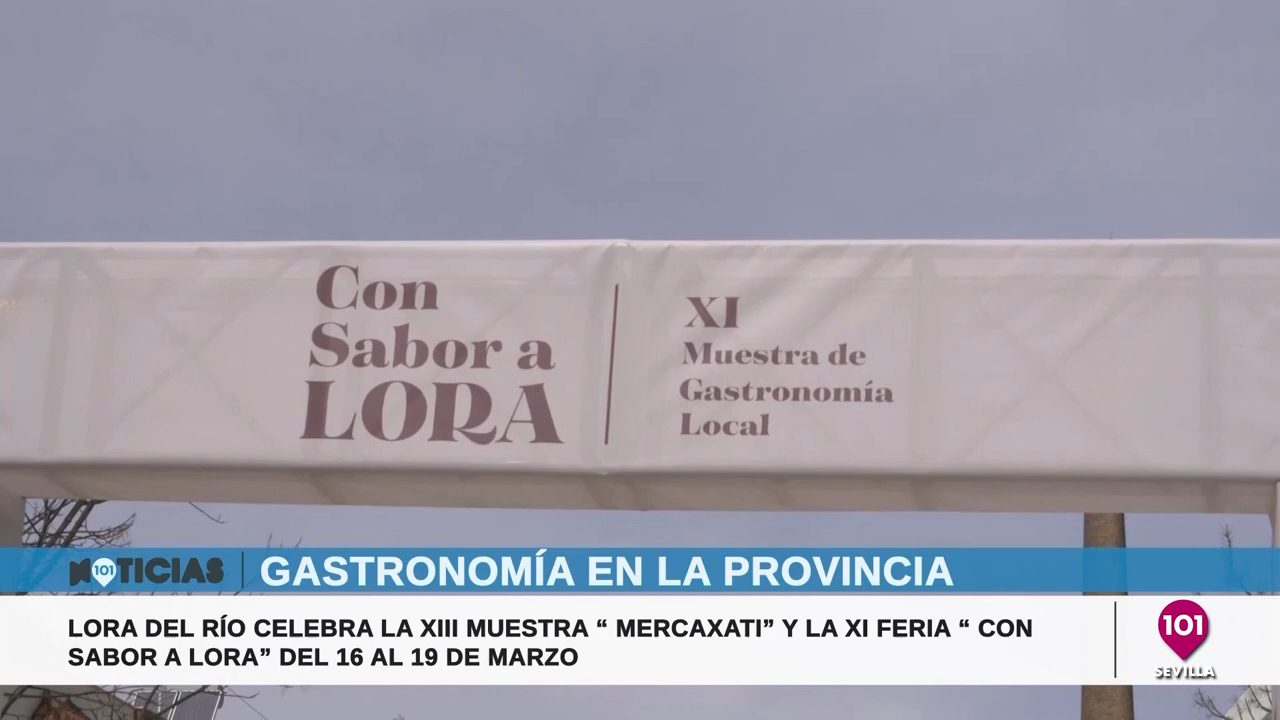 Con
Sabor a
LORA
XI
Muestra de
Gastronomía
Local
N101TICIAS
GASTRONOMÍA EN LA PROVINCIA
LORA DEL RÍO CELEBRA LA XIII MUESTRA “ MERCAXATI” Y LA XI FERIA “ CON
SABOR A LORA” DEL 16 AL 19 DE MARZO
101
SEVILLA